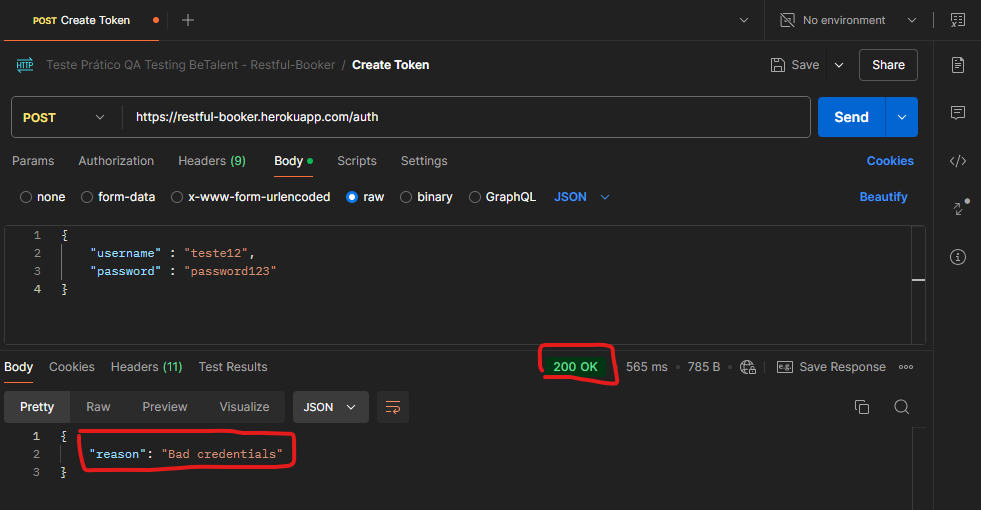 POST Create Token
No environment
HTTP Teste Prático QA Testing BeTalent - Restful-Booker / Create Token
Save
Share
POST
https://restful-booker.herokuapp.com/auth
Send
Params Authorization Headers (9) Body Scripts Settings Cookies
none form-data x-www-form-urlencoded raw binary GraphQL JSON Beautify
1 {
2 "username" : "teste12",
3 "password" : "password123"
4 }
Body Cookies Headers (11) Test Results 200 OK 565 ms 785 B e.g. Save Response
Pretty Raw Preview Visualize JSON
1 {
2 "reason": "Bad credentials"
3 }